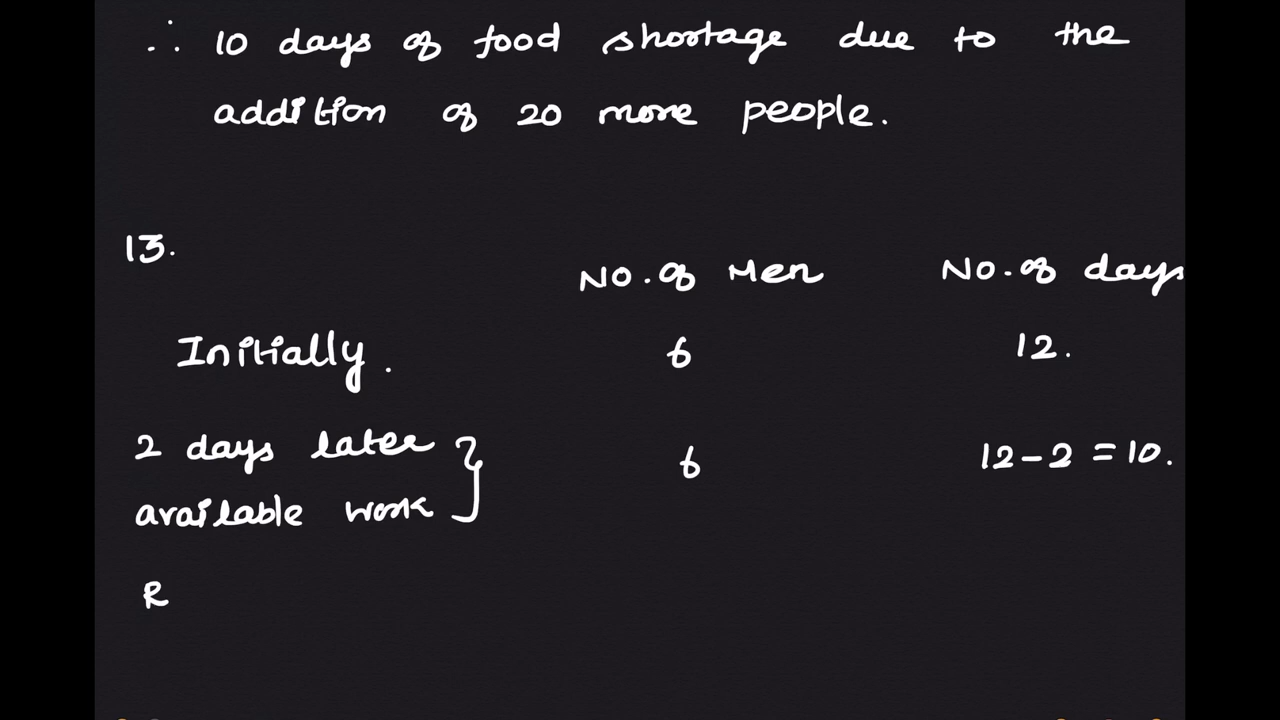 ∴ 10 days of food shortage due to the
addition of 20 more people.
13.
No. of Men No. of days
Initially. 6 12.
2 days later 6 12-2 = 10.
available work
R